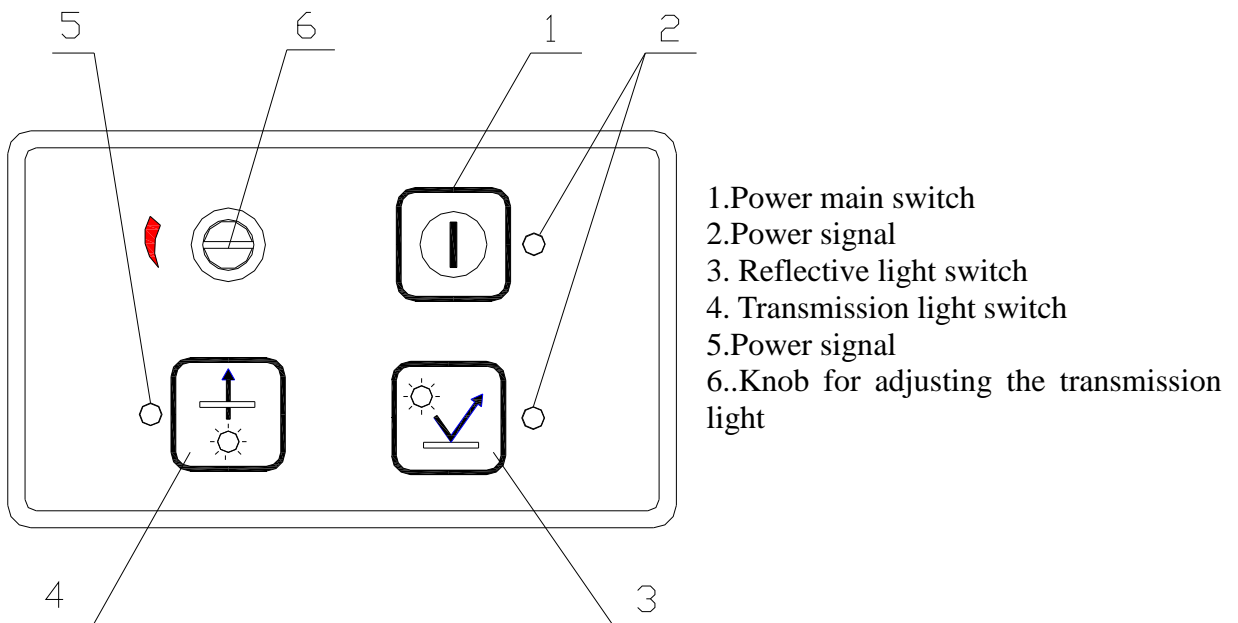 5 6 1 2
1.Power main switch
2.Power signal
3. Reflective light switch
4. Transmission light switch
5.Power signal
6..Knob for adjusting the transmission
light
4 3